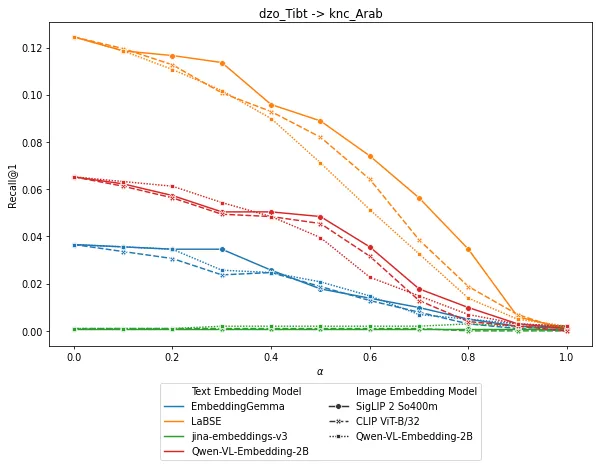 dzo_Tibt -> knc_Arab
Recall@1
0.12
0.10
0.08
0.06
0.04
0.02
0.00
0.0 0.2 0.4 0.6 0.8 1.0
α
Text Embedding Model Image Embedding Model
EmbeddingGemma SigLIP 2 So400m
LaBSE CLIP ViT-B/32
jina-embeddings-v3 Qwen-VL-Embedding-2B
Qwen-VL-Embedding-2B